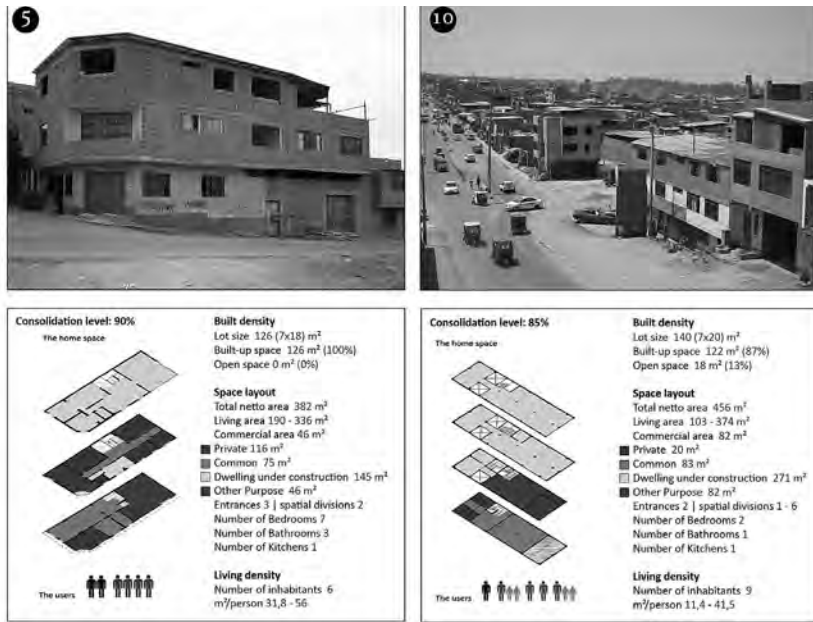 5
Consolidation level: 90%
The home space
Built density
Lot size 126 (7x18) m²
Built-up space 126 m² (100%)
Open space 0 m² (0%)
Space layout
Total netto area 382 m²
Living area 190 - 336 m²
Commercial area 46 m²
Private 116 m²
Common 75 m²
Dwelling under construction 145 m²
Other Purpose 46 m²
Entrances 3 | spatial divisions 2
Number of Bedrooms 7
Number of Bathrooms 3
Number of Kitchens 1
Living density
Number of inhabitants 6
m²/person 31,8 - 56
The users
10
Consolidation level: 85%
The home space
Built density
Lot size 140 (7x20) m²
Built-up space 122 m² (87%)
Open space 18 m² (13%)
Space layout
Total netto area 456 m²
Living area 103 - 374 m²
Commercial area 82 m²
Private 20 m²
Common 83 m²
Dwelling under construction 271 m²
Other Purpose 82 m²
Entrances 2 | spatial divisions 1 - 6
Number of Bedrooms 2
Number of Bathrooms 1
Number of Kitchens 1
Living density
Number of inhabitants 9
m²/person 11,4 - 41,5
The users